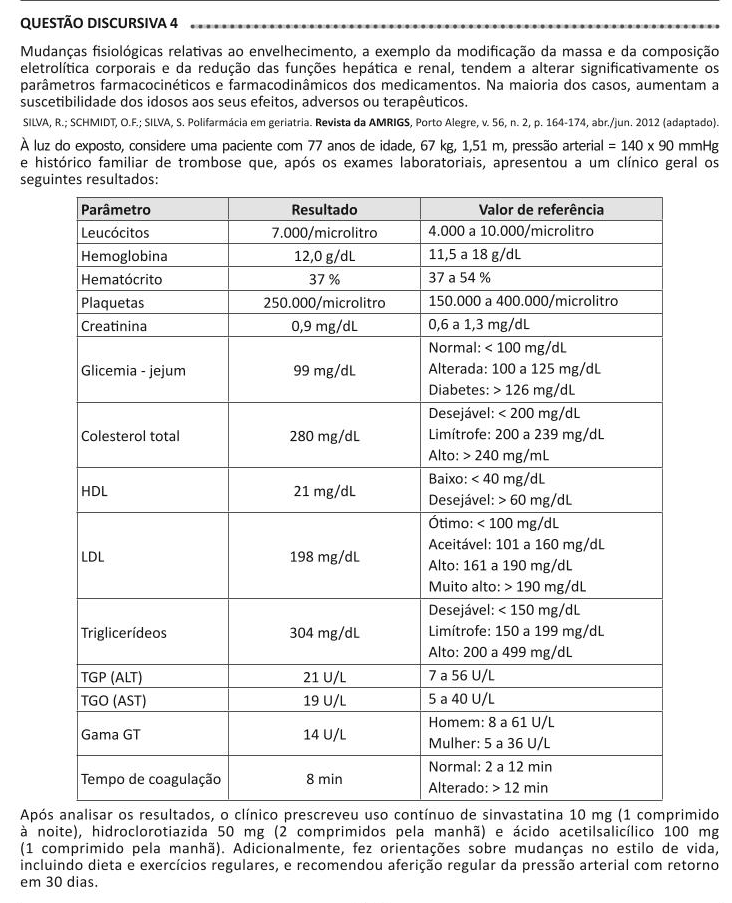 QUESTÃO DISCURSIVA 4
Mudanças fisiológicas relativas ao envelhecimento, a exemplo da modificação da massa e da composição
eletrolítica corporais e da redução das funções hepática e renal, tendem a alterar significativamente os
parâmetros farmacocinéticos e farmacodinâmicos dos medicamentos. Na maioria dos casos, aumentam a
suscetibilidade dos idosos aos seus efeitos, adversos ou terapêuticos.
SILVA, R.; SCHMIDT, O.F.; SILVA, S. Polifarmácia em geriatria. Revista da AMRIGS, Porto Alegre, v. 56, n. 2, p. 164-174, abr./jun. 2012 (adaptado).
À luz do exposto, considere uma paciente com 77 anos de idade, 67 kg, 1,51 m, pressão arterial = 140 x 90 mmHg
e histórico familiar de trombose que, após os exames laboratoriais, apresentou a um clínico geral os
seguintes resultados:
Parâmetro Resultado Valor de referência
Leucócitos 7.000/microlitro 4.000 a 10.000/microlitro
Hemoglobina 12,0 g/dL 11,5 a 18 g/dL
Hematócrito 37 % 37 a 54 %
Plaquetas 250.000/microlitro 150.000 a 400.000/microlitro
Creatinina 0,9 mg/dL 0,6 a 1,3 mg/dL
Normal: < 100 mg/dL
Glicemia - jejum 99 mg/dL Alterada: 100 a 125 mg/dL
Diabetes: > 126 mg/dL
Desejável: < 200 mg/dL
Colesterol total 280 mg/dL Limítrofe: 200 a 239 mg/dL
Alto: > 240 mg/mL
HDL 21 mg/dL Baixo: < 40 mg/dL
Desejável: > 60 mg/dL
Ótimo: < 100 mg/dL
Aceitável: 101 a 160 mg/dL
LDL 198 mg/dL Alto: 161 a 190 mg/dL
Muito alto: > 190 mg/dL
Desejável: < 150 mg/dL
Triglicerídeos 304 mg/dL Limítrofe: 150 a 199 mg/dL
Alto: 200 a 499 mg/dL
TGP (ALT) 21 U/L 7 a 56 U/L
TGO (AST) 19 U/L 5 a 40 U/L
Gama GT 14 U/L Homem: 8 a 61 U/L
Mulher: 5 a 36 U/L
Tempo de coagulação 8 min Normal: 2 a 12 min
Alterado: > 12 min
Após analisar os resultados, o clínico prescreveu uso contínuo de sinvastatina 10 mg (1 comprimido
à noite), hidroclorotiazida 50 mg (2 comprimidos pela manhã) e ácido acetilsalicílico 100 mg
(1 comprimido pela manhã). Adicionalmente, fez orientações sobre mudanças no estilo de vida,
incluindo dieta e exercícios regulares, e recomendou aferição regular da pressão arterial com retorno
em 30 dias.